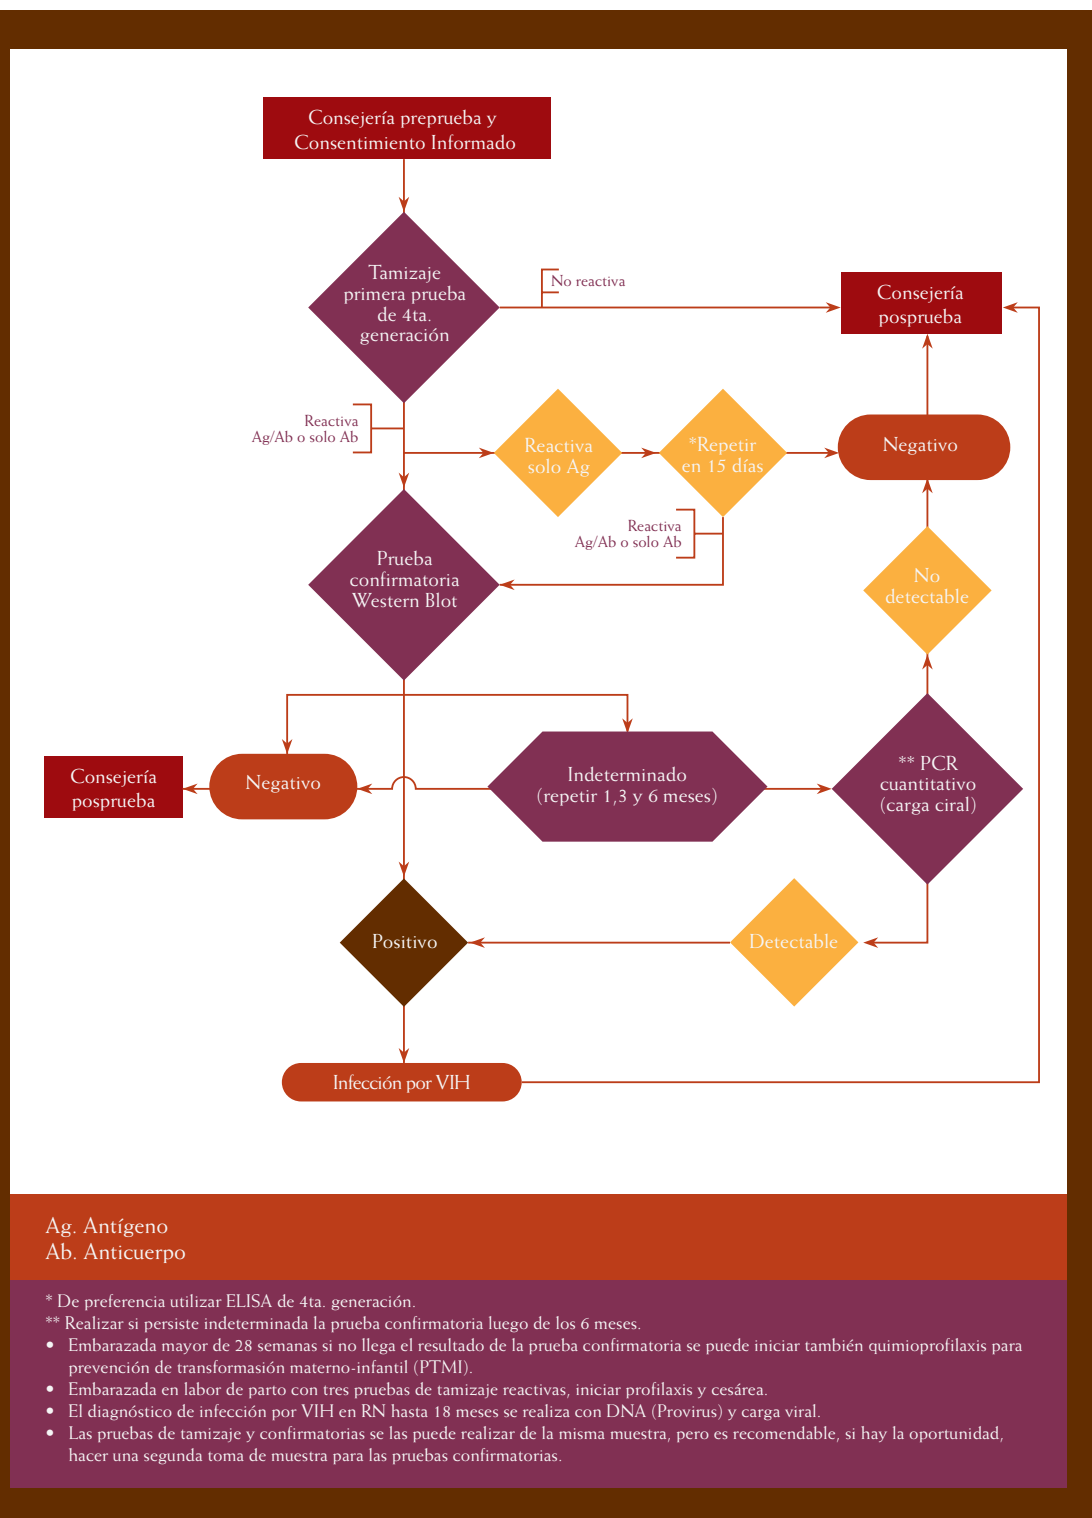 Consejería preprueba y
Consentimiento Informado
Tamizaje
primera prueba
de 4ta.
generación
No reactiva
Consejería
posprueba
Reactiva
Ag/Ab o solo Ab
Reactiva
solo Ag
*Repetir
en 15 días
Negativo
Reactiva
Ag/Ab o solo Ab
Prueba
confirmatoria
Western Blot
No
detectable
Consejería
posprueba
Negativo
Indeterminado
(repetir 1,3 y 6 meses)
** PCR
cuantitativo
(carga ciral)
Positivo
Detectable
Infección por VIH
Ag. Antígeno
Ab. Anticuerpo
* De preferencia utilizar ELISA de 4ta. generación.
** Realizar si persiste indeterminada la prueba confirmatoria luego de los 6 meses.
• Embarazada mayor de 28 semanas si no llega el resultado de la prueba confirmatoria se puede iniciar también quimioprofilaxis para
prevención de transformasión materno-infantil (PTMI).
• Embarazada en labor de parto con tres pruebas de tamizaje reactivas, iniciar profilaxis y cesárea.
• El diagnóstico de infección por VIH en RN hasta 18 meses se realiza con DNA (Provirus) y carga viral.
• Las pruebas de tamizaje y confirmatorias se las puede realizar de la misma muestra, pero es recomendable, si hay la oportunidad,
hacer una segunda toma de muestra para las pruebas confirmatorias.